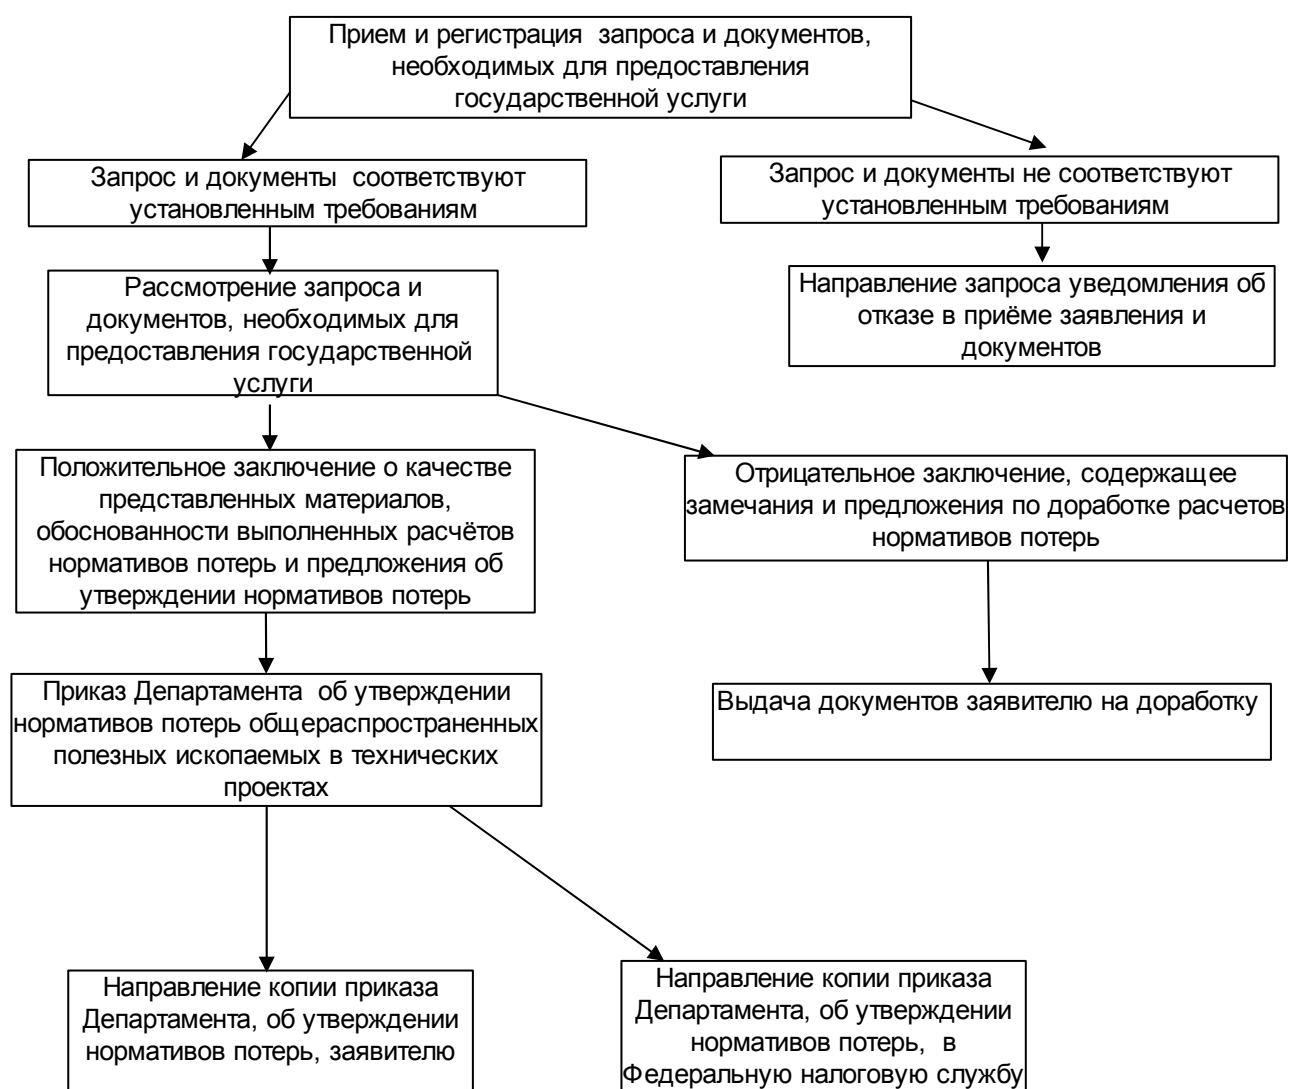 Прием и регистрация запроса и документов,
необходимых для предоставления
государственной услуги
Запрос и документы соответствуют
установленным требованиям
Запрос и документы не соответствуют
установленным требованиям
Рассмотрение запроса и
документов, необходимых для
предоставления государственной
услуги
Направление запроса уведомления об
отказе в приёме заявления и
документов
Положительное заключение о качестве
представленных материалов,
обоснованности выполненных расчётов
нормативов потерь и предложения об
утверждении нормативов потерь
Отрицательное заключение, содержащее
замечания и предложения по доработке расчетов
нормативов потерь
Приказ Департамента об утверждении
нормативов потерь общераспространенных
полезных ископаемых в технических
проектах
Выдача документов заявителю на доработку
Направление копии приказа
Департамента, об утверждении
нормативов потерь, заявителю
Направление копии приказа
Департамента, об утверждении
нормативов потерь, в
Федеральную налоговую службу